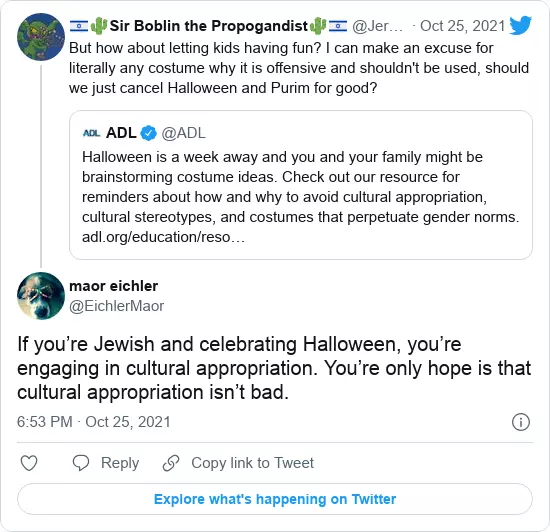 🇮🇱🌵Sir Boblin the Propogandist🌵🇮🇱 @Jer… · Oct 25, 2021
But how about letting kids having fun? I can make an excuse for
literally any costume why it is offensive and shouldn't be used, should
we just cancel Halloween and Purim for good?
ADL ADL @ADL
Halloween is a week away and you and your family might be
brainstorming costume ideas. Check out our resource for
reminders about how and why to avoid cultural appropriation,
cultural stereotypes, and costumes that perpetuate gender norms.
adl.org/education/reso…
maor eichler
@EichlerMaor
If you’re Jewish and celebrating Halloween, you’re
engaging in cultural appropriation. You’re only hope is that
cultural appropriation isn’t bad.
6:53 PM · Oct 25, 2021
Reply Copy link to Tweet
Explore what's happening on Twitter